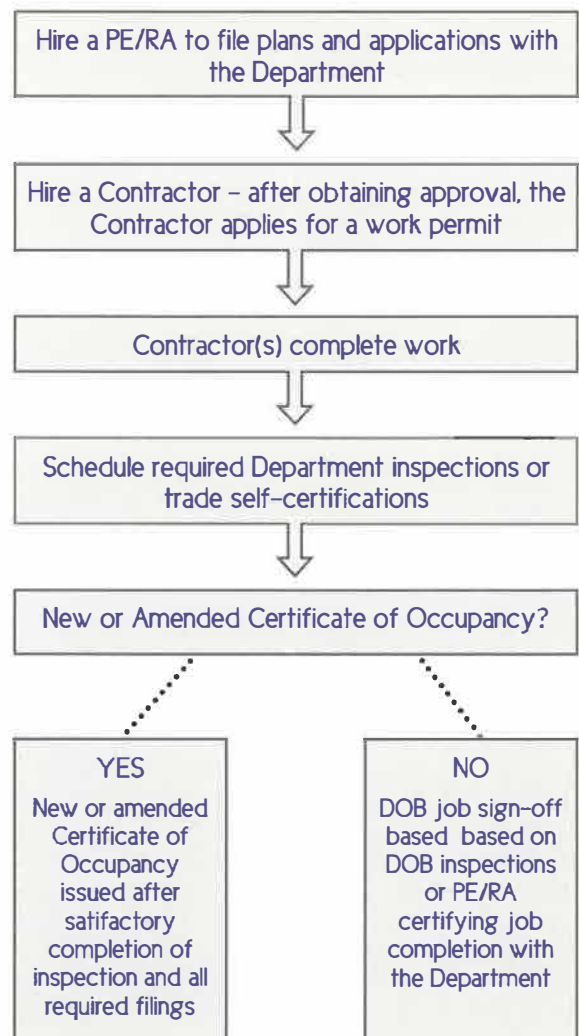 Hire a PE/RA to file plans and applications with
the Department
Hire a Contractor – after obtaining approval, the
Contractor applies for a work permit
Contractor(s) complete work
Schedule required Department inspections or
trade self-certifications
New or Amended Certificate of Occupancy?
YES
New or amended
Certificate of
Occupancy
issued after
satifactory
completion of
inspection and all
required filings
NO
DOB job sign-off
based based on
DOB inspections
or PE/RA
certifying job
completion with
the Department